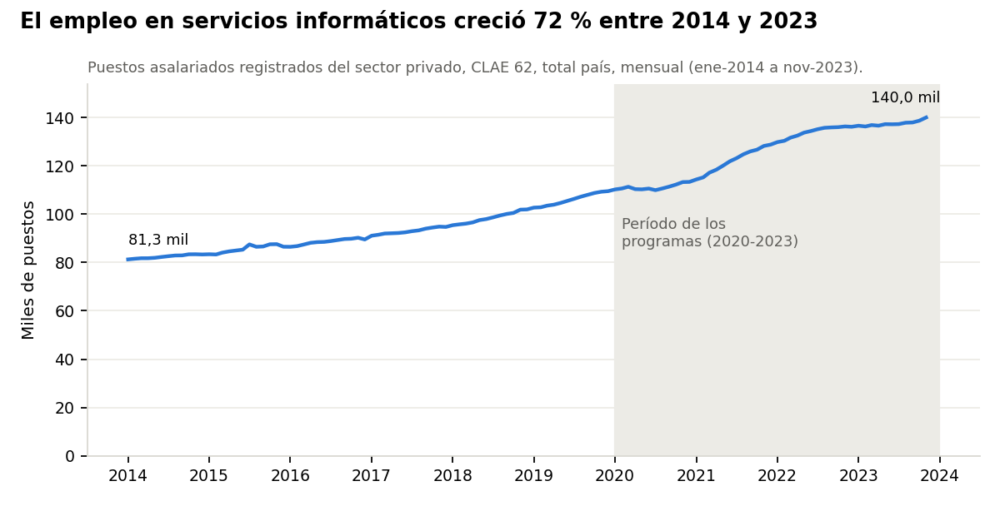 El empleo en servicios informáticos creció 72 % entre 2014 y 2023
Puestos asalariados registrados del sector privado, CLAE 62, total país, mensual (ene-2014 a nov-2023).
Miles de puestos
140
120
100
80
60
40
20
0
81,3 mil
140,0 mil
Período de los
programas (2020-2023)
2014 2015 2016 2017 2018 2019 2020 2021 2022 2023 2024